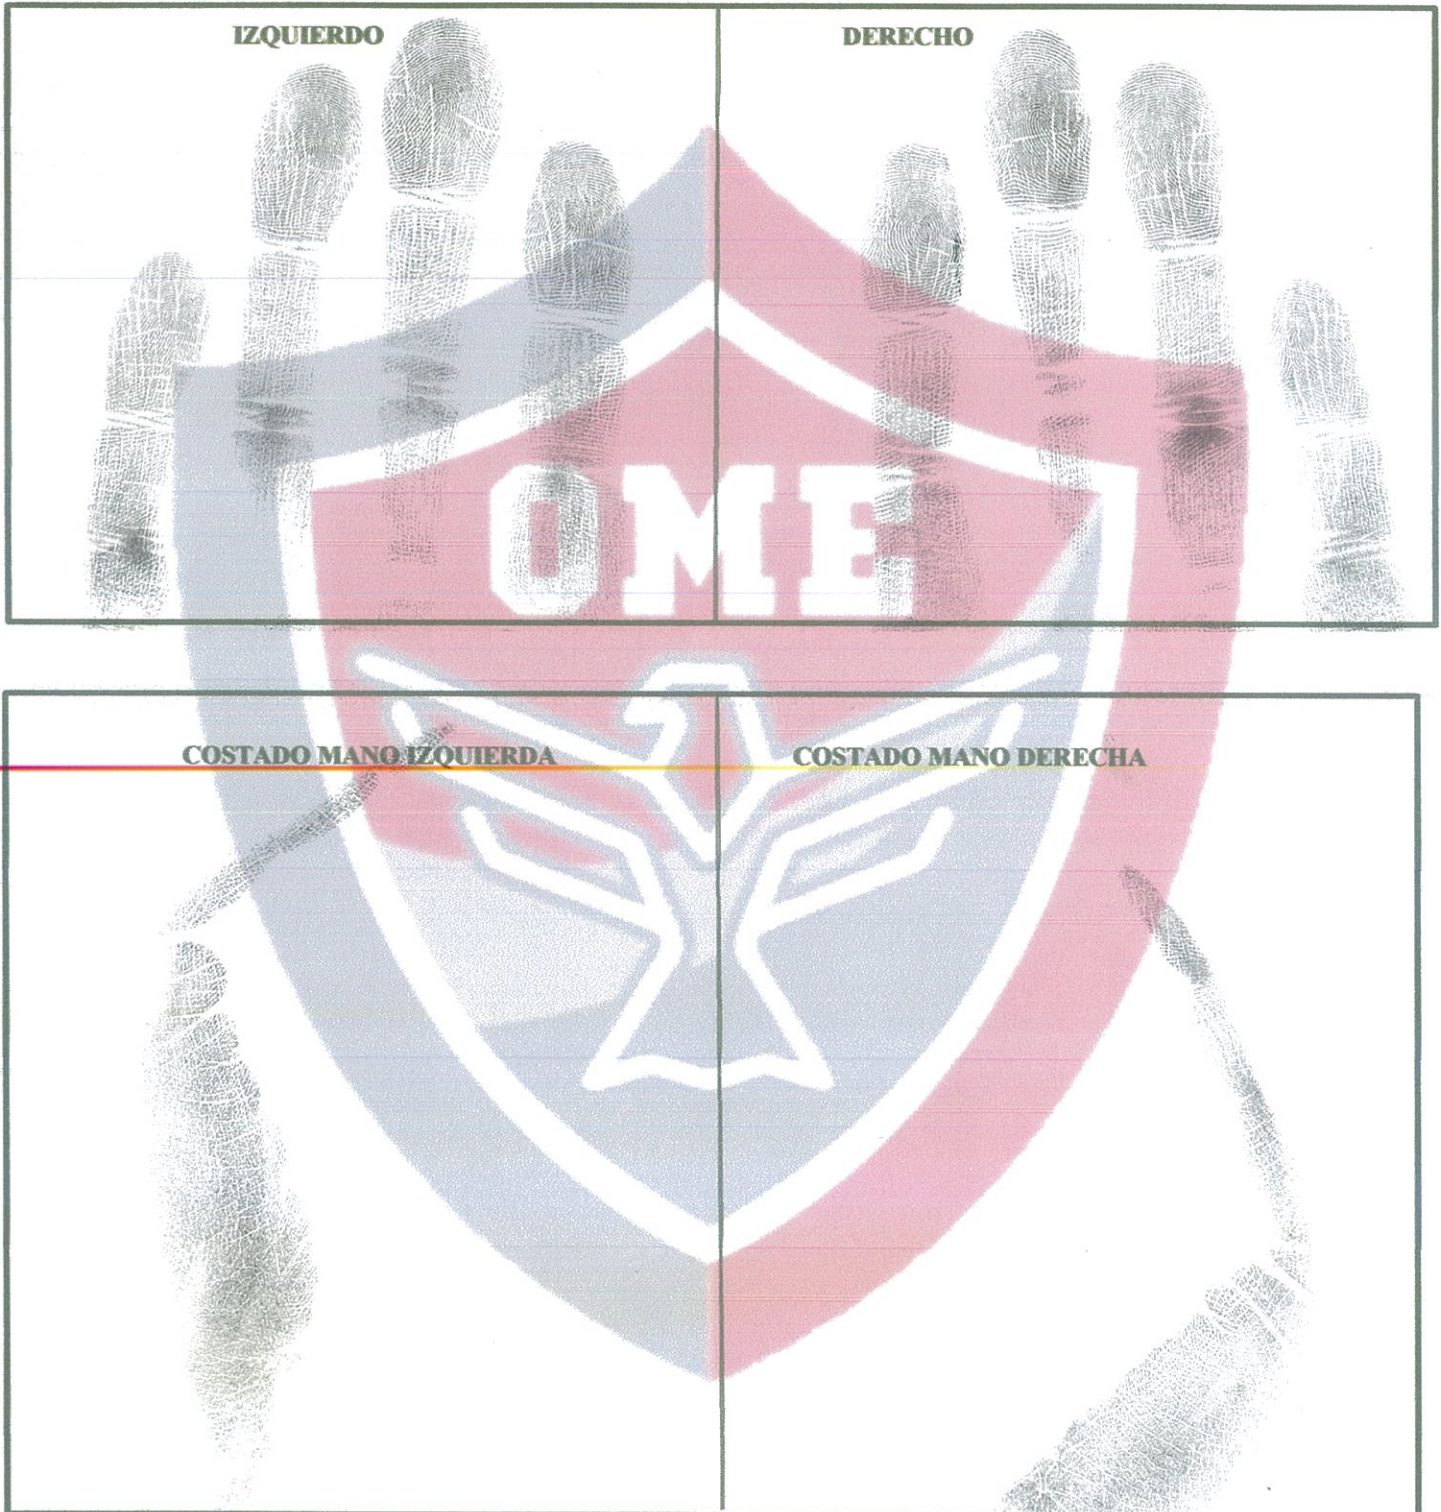 IZQUIERDO
DERECHO
OME
COSTADO MANO IZQUIERDA
COSTADO MANO DERECHA